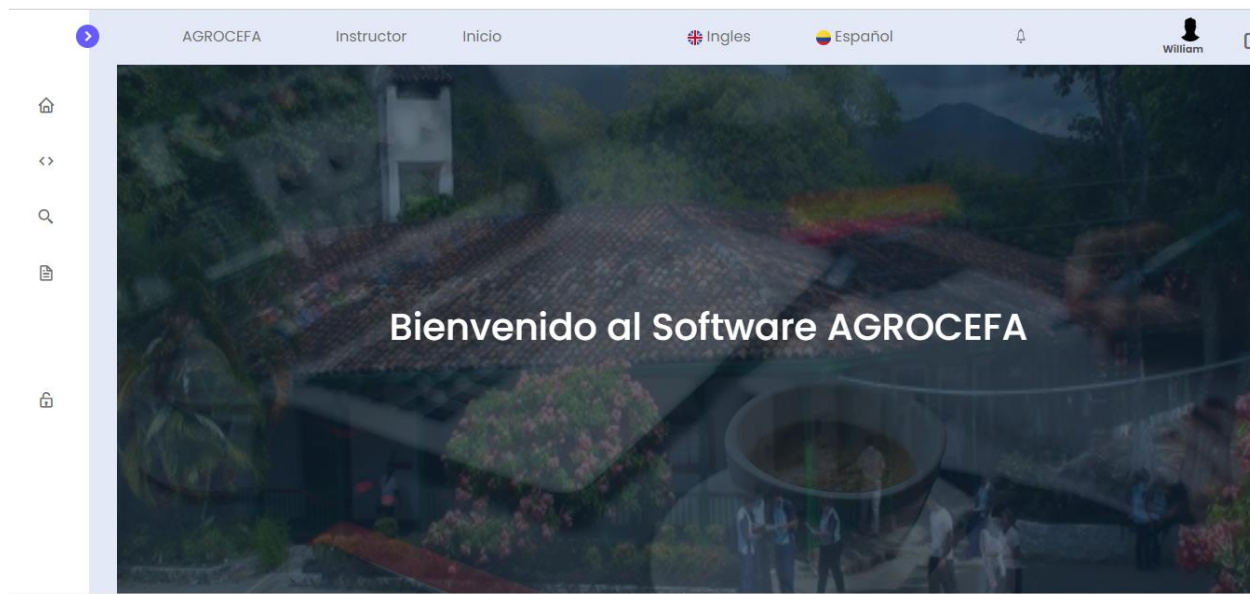 AGROCEFA Instructor Inicio Ingles Español
William
Bienvenido al Software AGROCEFA